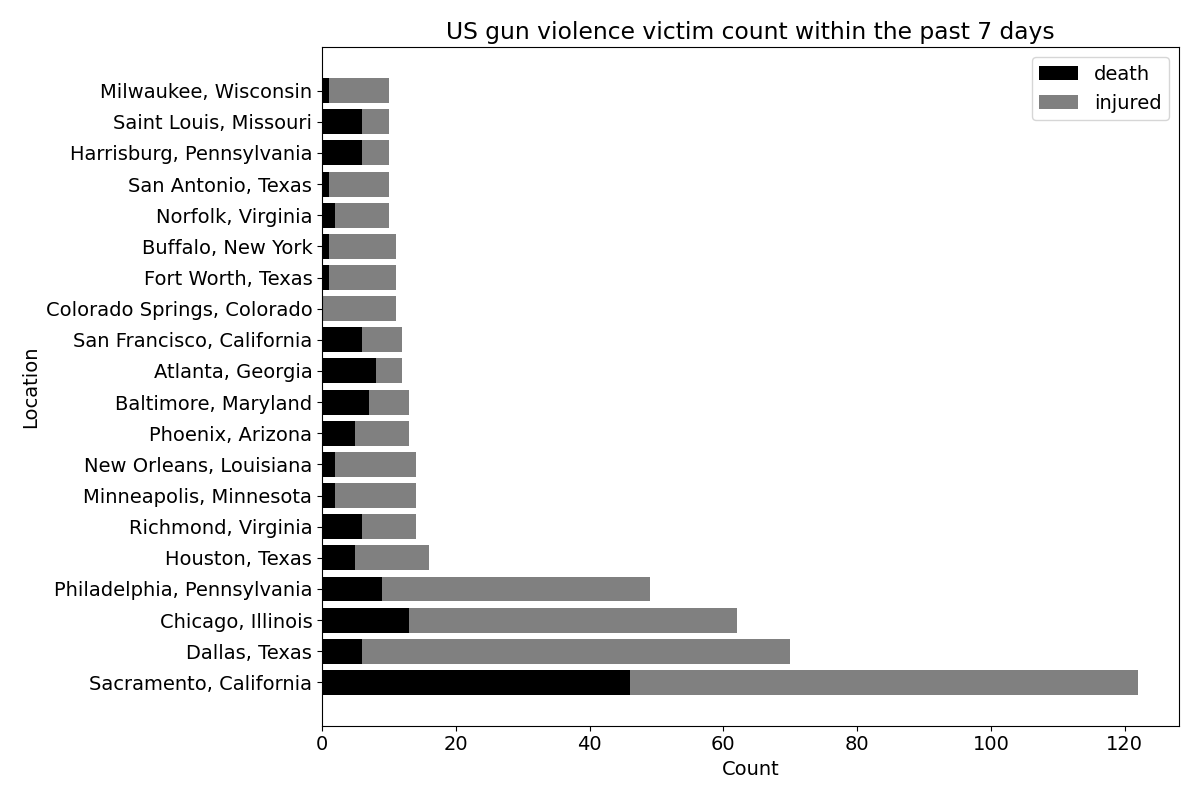 US gun violence victim count within the past 7 days
death
injured
Milwaukee, Wisconsin
Saint Louis, Missouri
Harrisburg, Pennsylvania
San Antonio, Texas
Norfolk, Virginia
Buffalo, New York
Fort Worth, Texas
Colorado Springs, Colorado
San Francisco, California
Atlanta, Georgia
Baltimore, Maryland
Phoenix, Arizona
New Orleans, Louisiana
Minneapolis, Minnesota
Richmond, Virginia
Houston, Texas
Philadelphia, Pennsylvania
Chicago, Illinois
Dallas, Texas
Sacramento, California
Location
0 20 40 60 80 100 120
Count